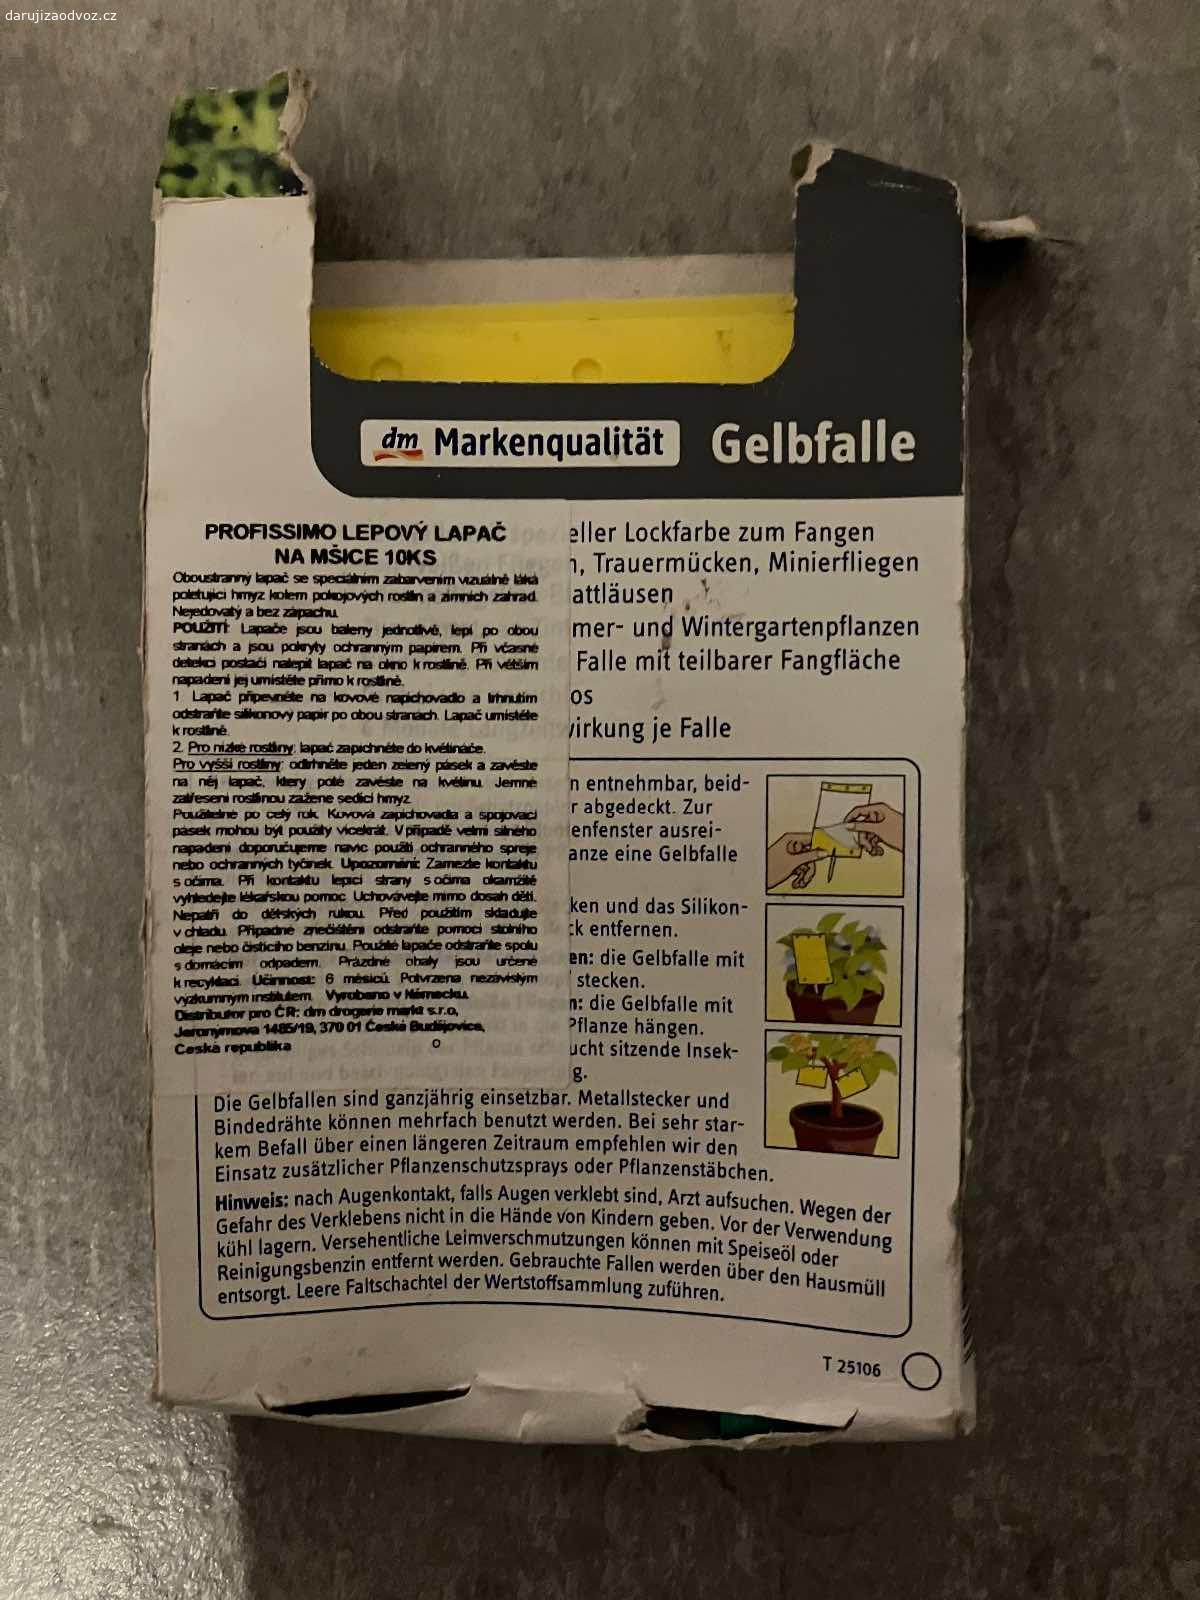 darujizaodvoz.cz
dm Markenqualität Gelbfalle
PROFISSIMO LEPOVÝ LAPAČ
NA MŠICE 10KS
Oboustranný lapač se speciálním zabarvením vizuálně láká
poletující hmyz kolem pokojových rostlin a zimních zahrad.
Nejedovatý a bez zápachu.
POUŽITÍ: Lapače jsou baleny jednotlivě, lepí po obou
stranách a jsou pokryty ochranným papírem. Při včasné
detekci postačí nalepit lapač na okno k rostlině. Při větším
napadení jej umístěte přímo k rostlině.
1 Lapač připevněte na kovové napichovadlo a trhnutím
odstraňte silikonový papír po obou stranách. Lapač umístěte
k rostlině.
2. Pro nízké rostliny: lapač zapíchněte do květináče.
Pro vyšší rostliny: odtrhněte jeden zelený pásek a zavěste
na něj lapač, který poté zavěste na květinu. Jemné
zatřesení rostlinou zažene sedící hmyz.
Použitelné po celý rok. Kovová zapichovadla a spojovací
pásek mohou být použity vícekrát. V případě velmi silného
napadení doporučujeme navíc použití ochranného spreje
nebo ochranných tyčinek. Upozornění: Zamezte kontaktu
s očima. Při kontaktu lepicí strany s očima okamžitě
vyhledejte lékařskou pomoc. Uchovávejte mimo dosah dětí.
Nepatří do dětských rukou. Před použitím skladujte
v chladu. Případné znečištění odstraňte pomocí stolního
oleje nebo čisticího benzínu. Použité lapače odstraňte spolu
s domácím odpadem. Prázdné obaly jsou určené
k recyklaci. Účinnost: 6 měsíců. Potvrzena nezávislým
výzkumným institutem. Vyrobeno v Německu.
Distributor pro ČR: dm drogerie markt s.r.o,
Jeronýmova 1485/19, 370 01 České Budějovice,
Česká republika
eller Lockfarbe zum Fangen
n, Trauermücken, Minierfliegen
attläusen
mer- und Wintergartenpflanzen
Falle mit teilbarer Fangfläche
os
wirkung je Falle
n entnehmbar, beid-
r abgedeckt. Zur
enfenster ausrei-
anze eine Gelbfalle
ken und das Silikon-
ck entfernen.
en: die Gelbfalle mit
stecken.
n: die Gelbfalle mit
Pflanze hängen.
ucht sitzende Insek-
g.
Die Gelbfallen sind ganzjährig einsetzbar. Metallstecker und
Bindedrähte können mehrfach benutzt werden. Bei sehr star-
kem Befall über einen längeren Zeitraum empfehlen wir den
Einsatz zusätzlicher Pflanzenschutzsprays oder Pflanzenstäbchen.
Hinweis: nach Augenkontakt, falls Augen verklebt sind, Arzt aufsuchen. Wegen der
Gefahr des Verklebens nicht in die Hände von Kindern geben. Vor der Verwendung
kühl lagern. Versehentliche Leimverschmutzungen können mit Speiseöl oder
Reinigungsbenzin entfernt werden. Gebrauchte Fallen werden über den Hausmüll
entsorgt. Leere Faltschachtel der Wertstoffsammlung zuführen.
T 25106